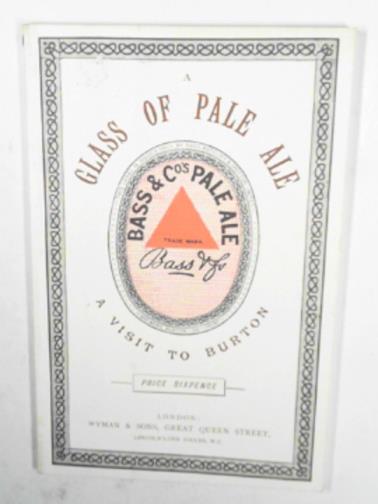 A
GLASS OF PALE ALE
BASS & CO'S PALE ALE
TRADE MARK
Bass & Co
A VISIT TO BURTON
PRICE SIXPENCE
LONDON:
WYMAN & SONS, GREAT QUEEN STREET,
LINCOLN'S-INN FIELDS, W.C.